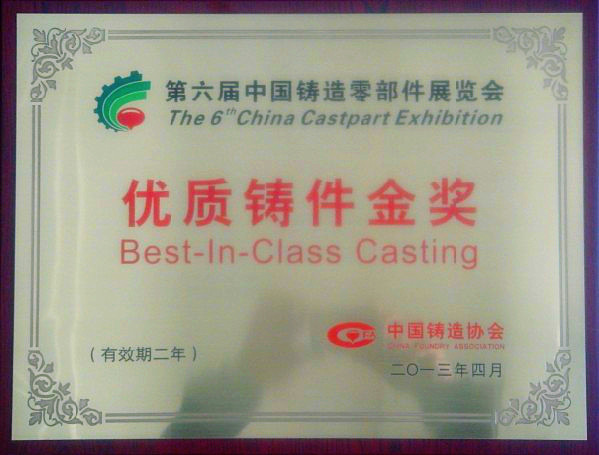 第六届中国铸造零部件展览会
The 6th China Castpart Exhibition
优质铸件金奖
Best-In-Class Casting
CFA 中国铸造协会
CHINA FOUNDRY ASSOCIATION
（有效期二年）
二〇一三年四月